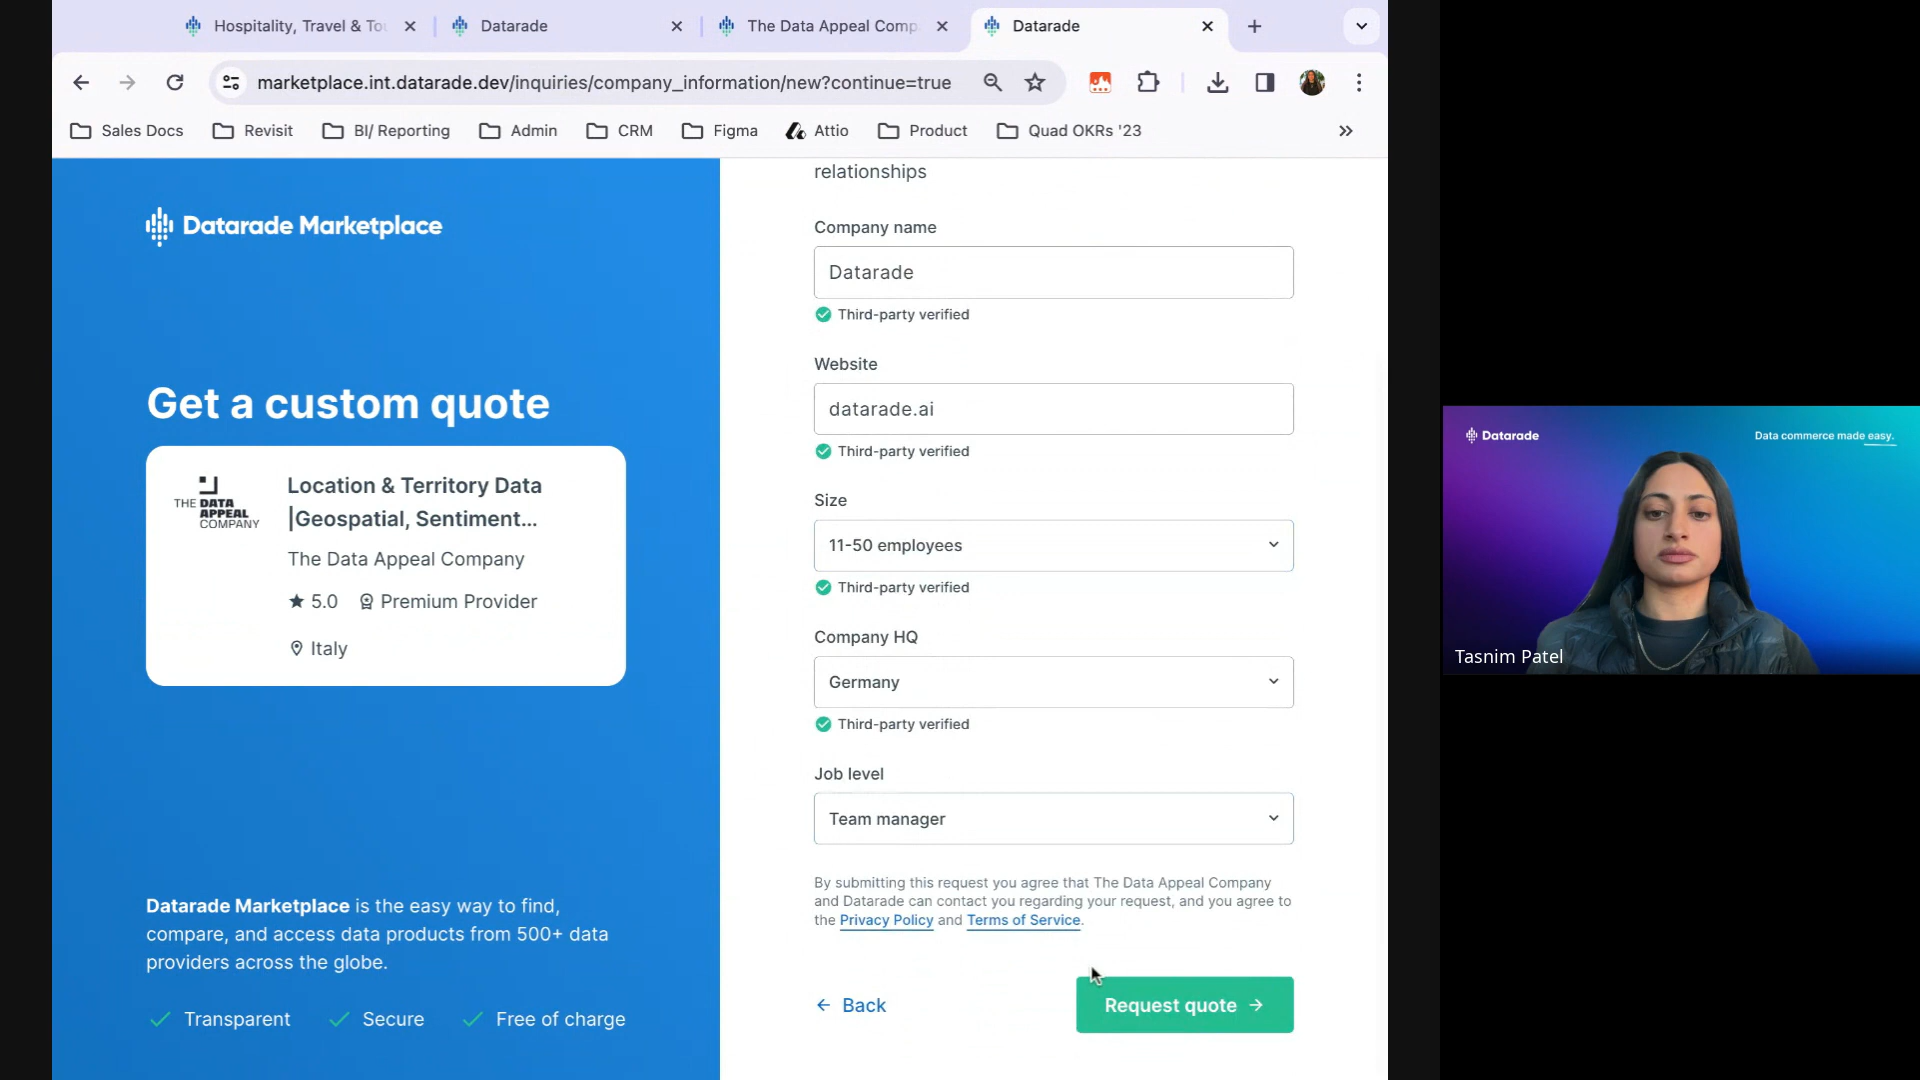 Hospitality, Travel & To
Datarade
The Data Appeal Comp
Datarade
marketplace.int.datarade.dev/inquiries/company_information/new?continue=true
Sales Docs
Revisit
BI/ Reporting
Admin
CRM
Figma
Attio
Product
Quad OKRs '23
Datarade Marketplace
Get a custom quote
THE DATA
APPEAL
COMPANY
Location & Territory Data
|Geospatial, Sentiment...
The Data Appeal Company
5.0 Premium Provider
Italy
Datarade Marketplace is the easy way to find,
compare, and access data products from 500+ data
providers across the globe.
Transparent
Secure
Free of charge
relationships
Company name
Datarade
Third-party verified
Website
datarade.ai
Third-party verified
Size
11-50 employees
Third-party verified
Company HQ
Germany
Third-party verified
Job level
Team manager
By submitting this request you agree that The Data Appeal Company
and Datarade can contact you regarding your request, and you agree to
the Privacy Policy and Terms of Service.
Back
Request quote
Datarade
Data commerce made easy.
Tasnim Patel